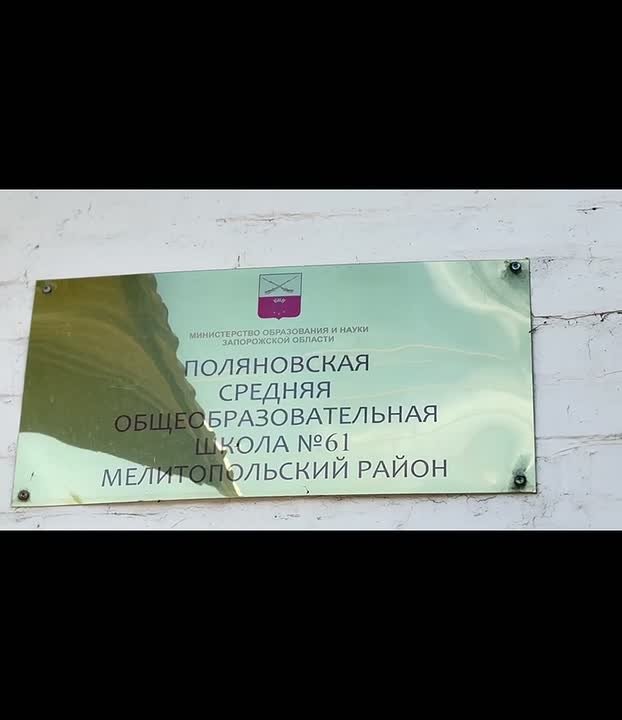 МИНИСТЕРСТВО ОБРАЗОВАНИЯ И НАУКИ
ЗАПОРОЖСКОЙ ОБЛАСТИ
ПОЛЯНОВСКАЯ
СРЕДНЯЯ
ОБЩЕОБРАЗОВАТЕЛЬНАЯ
ШКОЛА №61
МЕЛИТОПОЛЬСКИЙ РАЙОН